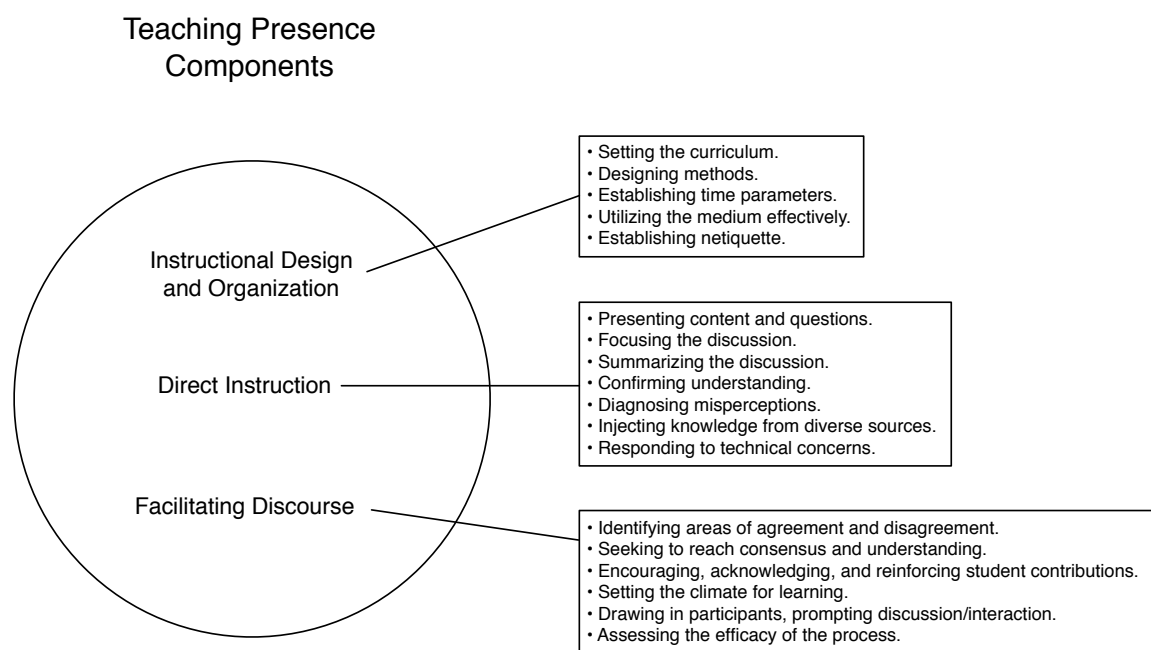 Teaching Presence
Components
Instructional Design
and Organization
• Setting the curriculum.
• Designing methods.
• Establishing time parameters.
• Utilizing the medium effectively.
• Establishing netiquette.
Direct Instruction
• Presenting content and questions.
• Focusing the discussion.
• Summarizing the discussion.
• Confirming understanding.
• Diagnosing misperceptions.
• Injecting knowledge from diverse sources.
• Responding to technical concerns.
Facilitating Discourse
• Identifying areas of agreement and disagreement.
• Seeking to reach consensus and understanding.
• Encouraging, acknowledging, and reinforcing student contributions.
• Setting the climate for learning.
• Drawing in participants, prompting discussion/interaction.
• Assessing the efficacy of the process.